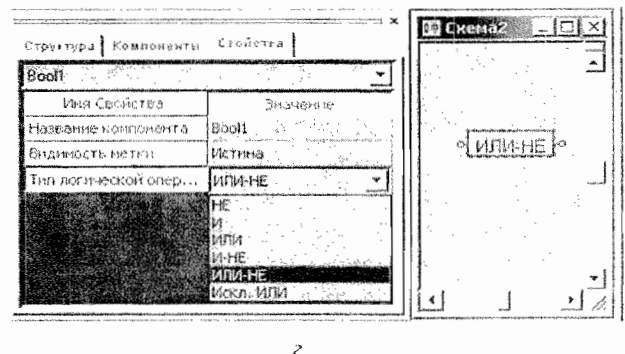 Структура Компоненты Свойства
Bool1
Имя Свойства Значение
Название компонента Bool1
Видимость метки Истина
Тип логической опер... ИЛИ-НЕ
НЕ
И
ИЛИ
И-НЕ
ИЛИ-НЕ
Искл. ИЛИ
Схема2
ИЛИ-НЕ
г